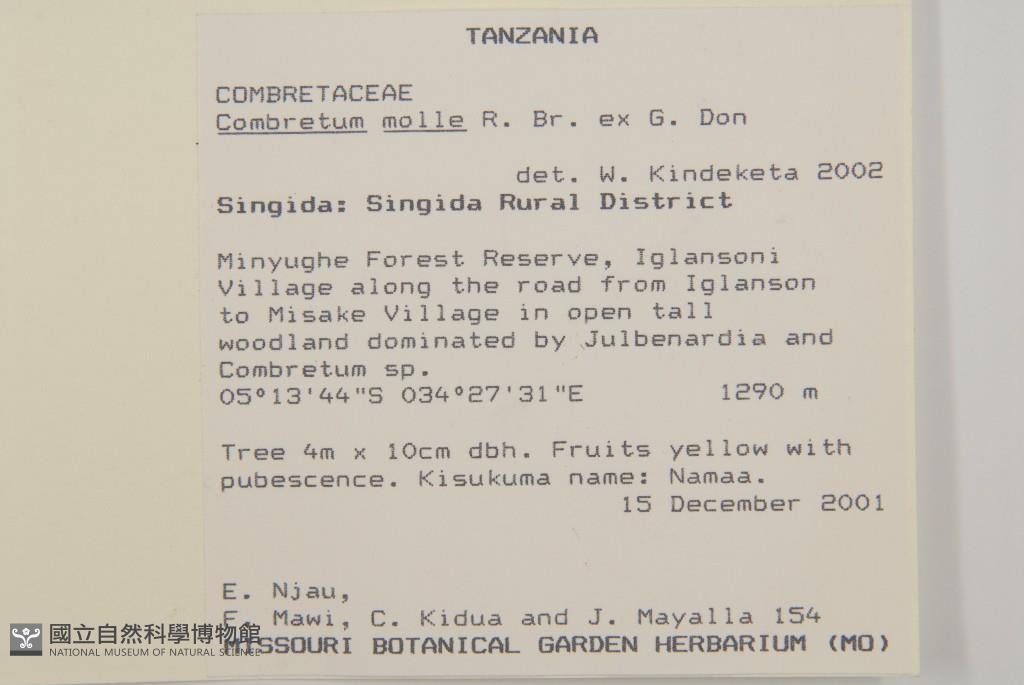 TANZANIA
COMBRETACEAE
Combretum molle R. Br. ex G. Don
det. W. Kindeketa 2002
Singida: Singida Rural District
Minyughe Forest Reserve, Iglansoni
Village along the road from Iglanson
to Misake Village in open tall
woodland dominated by Julbenardia and
Combretum sp.
05°13'44"S 034°27'31"E 1290 m
Tree 4m x 10cm dbh. Fruits yellow with
pubescence. Kisukuma name: Namaa.
15 December 2001
E. Njau,
F. Mawi, C. Kidua and J. Mayalla 154
MISSOURI BOTANICAL GARDEN HERBARIUM (MO)
國立自然科學博物館
NATIONAL MUSEUM OF NATURAL SCIENCE